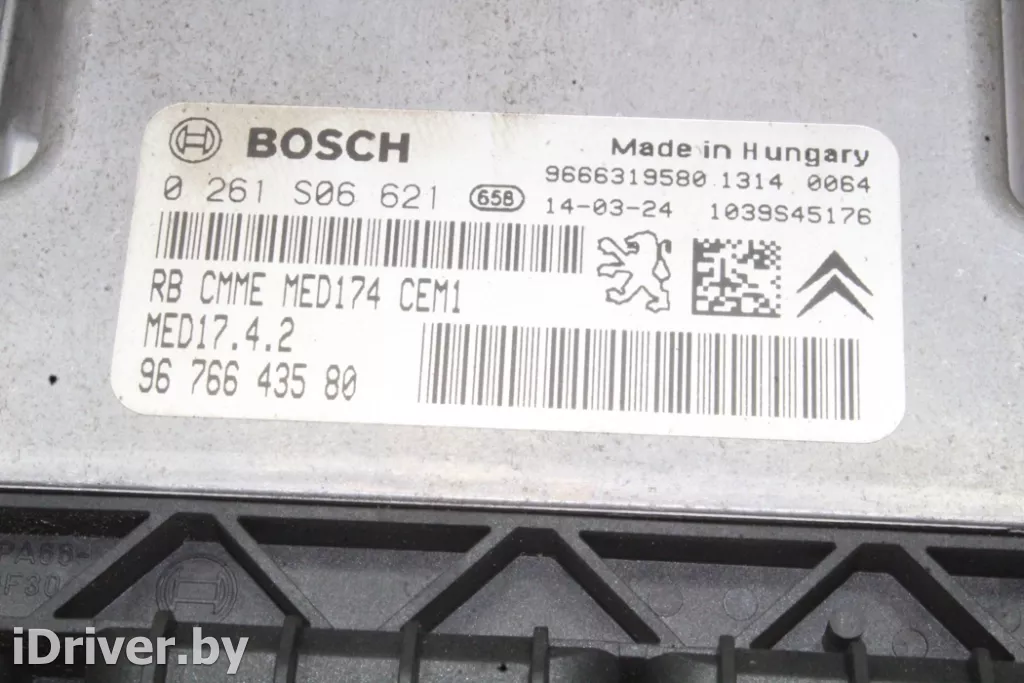 BOSCH
Made in Hungary
0 261 S06 621 658
9666319580 1314 0064
14-03-24 1039S45176
RB CMME MED174 CEM1
MED17.4.2
96 766 435 80
iDriver.by